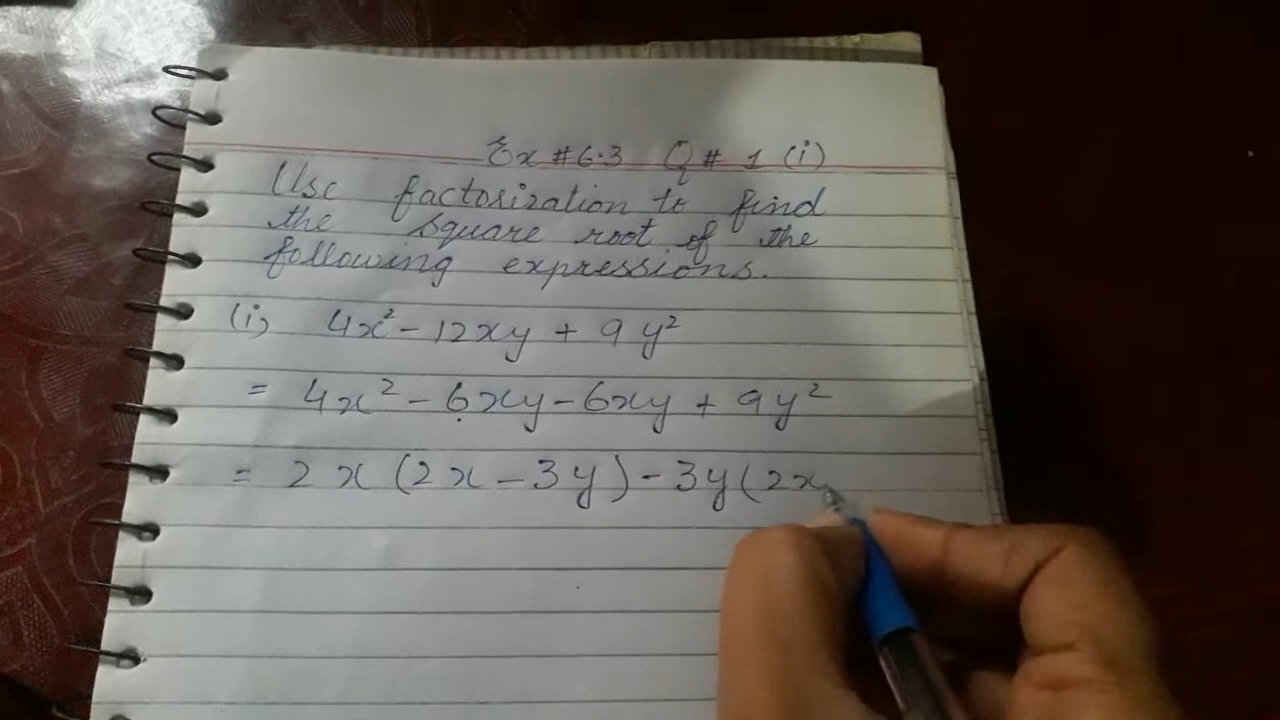 Ex # 6.3 Q # 1 (i)
Use factorization to find
the square root of the
following expressions.
(i) 4x² - 12xy + 9y²
= 4x² - 6xy - 6xy + 9y²
= 2x (2x - 3y) - 3y (2x